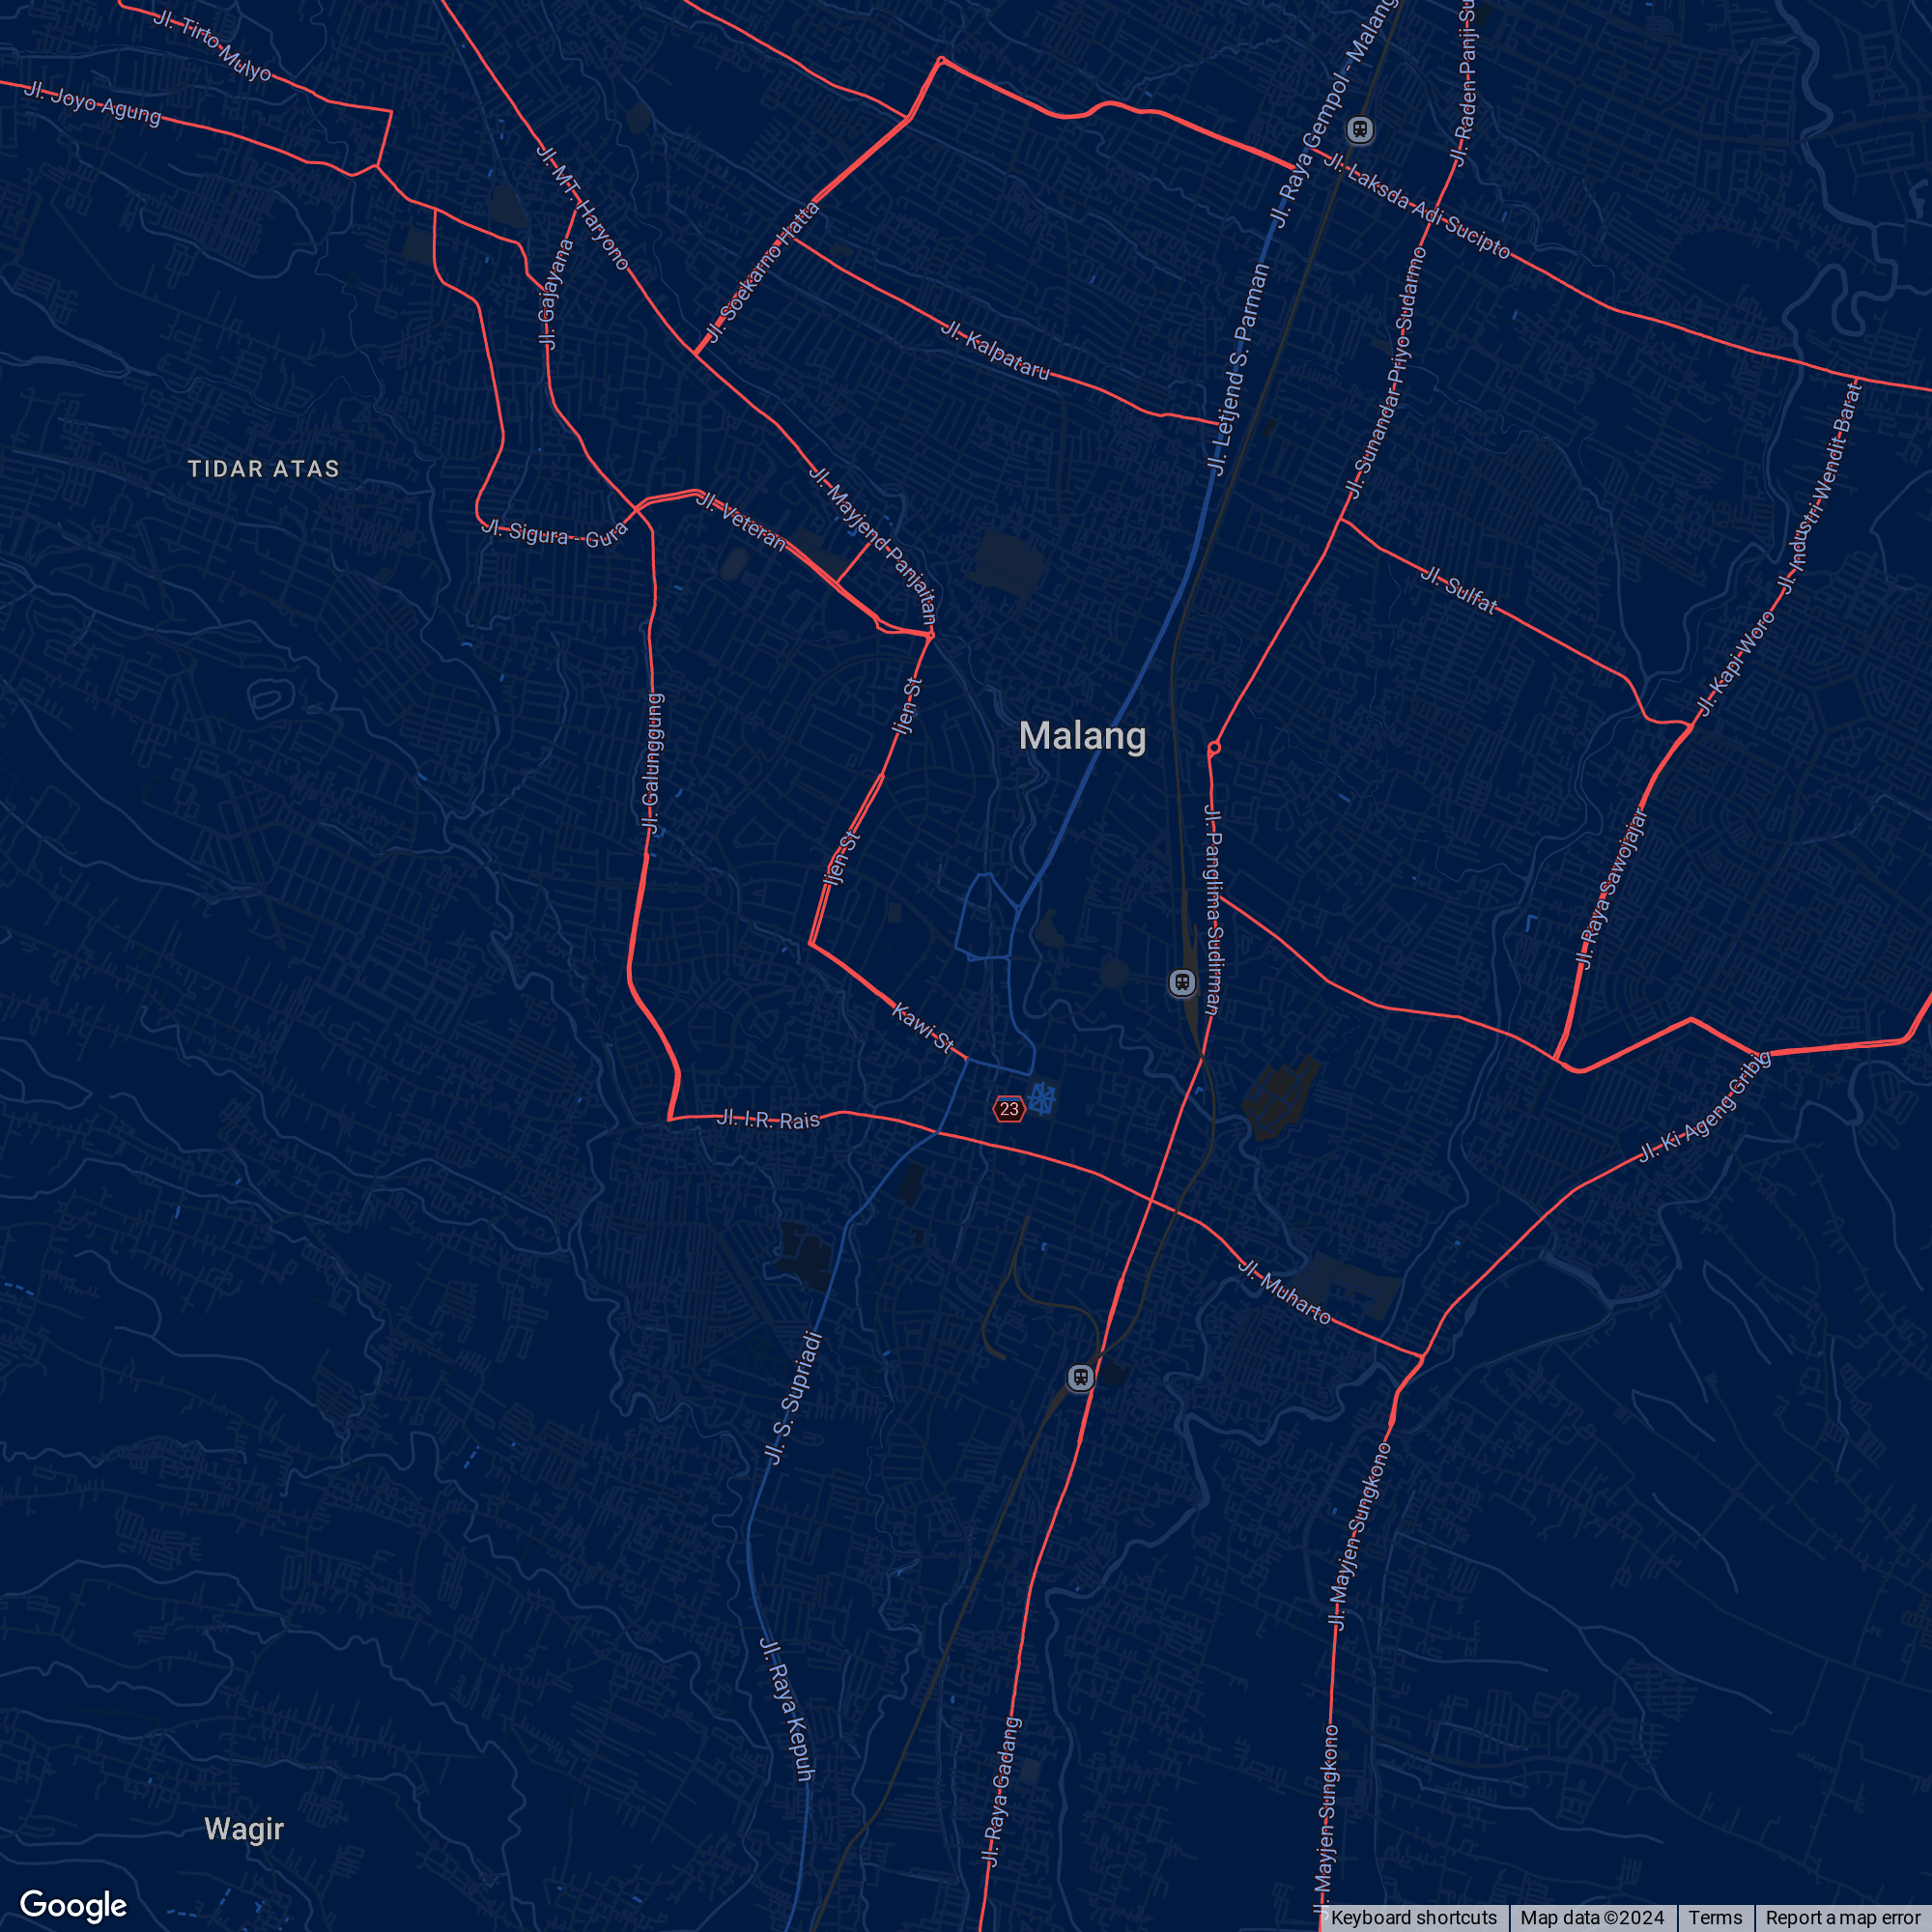 Jl. Tirto Mulyo
Jl. Joyo Agung
Jl. MT. Haryono
Jl. Gajayana
Jl. Soekarno Hatta
Jl. Kalpataru
Jl. Raya Gempol - Malang
Jl. Raden Panji Su
Jl. Laksda Adi Sucipto
Jl. Letjend S. Parman
Jl. Sunandar Priyo Sudarmo
Jl. Industri Wendit Barat
TIDAR ATAS
Jl. Sigura - Gura
Jl. Veteran
Jl. Mayjend Panjaitan
Jl. Sulfat
Jl. Kapi Woro
Ijen St
Malang
Jl. Galunggung
Ijen St
Jl. Panglima Sudirman
Jl. Raya Sawojajar
Kawi St
23
Jl. I.R. Rais
Jl. Ki Ageng Gribig
Jl. Muharto
Jl. S. Supriadi
Jl. Mayjen Sungkono
Jl. Raya Kepuh
Jl. Raya Gadang
Jl. Mayjen Sungkono
Wagir
Google
Keyboard shortcuts
Map data ©2024
Terms
Report a map error